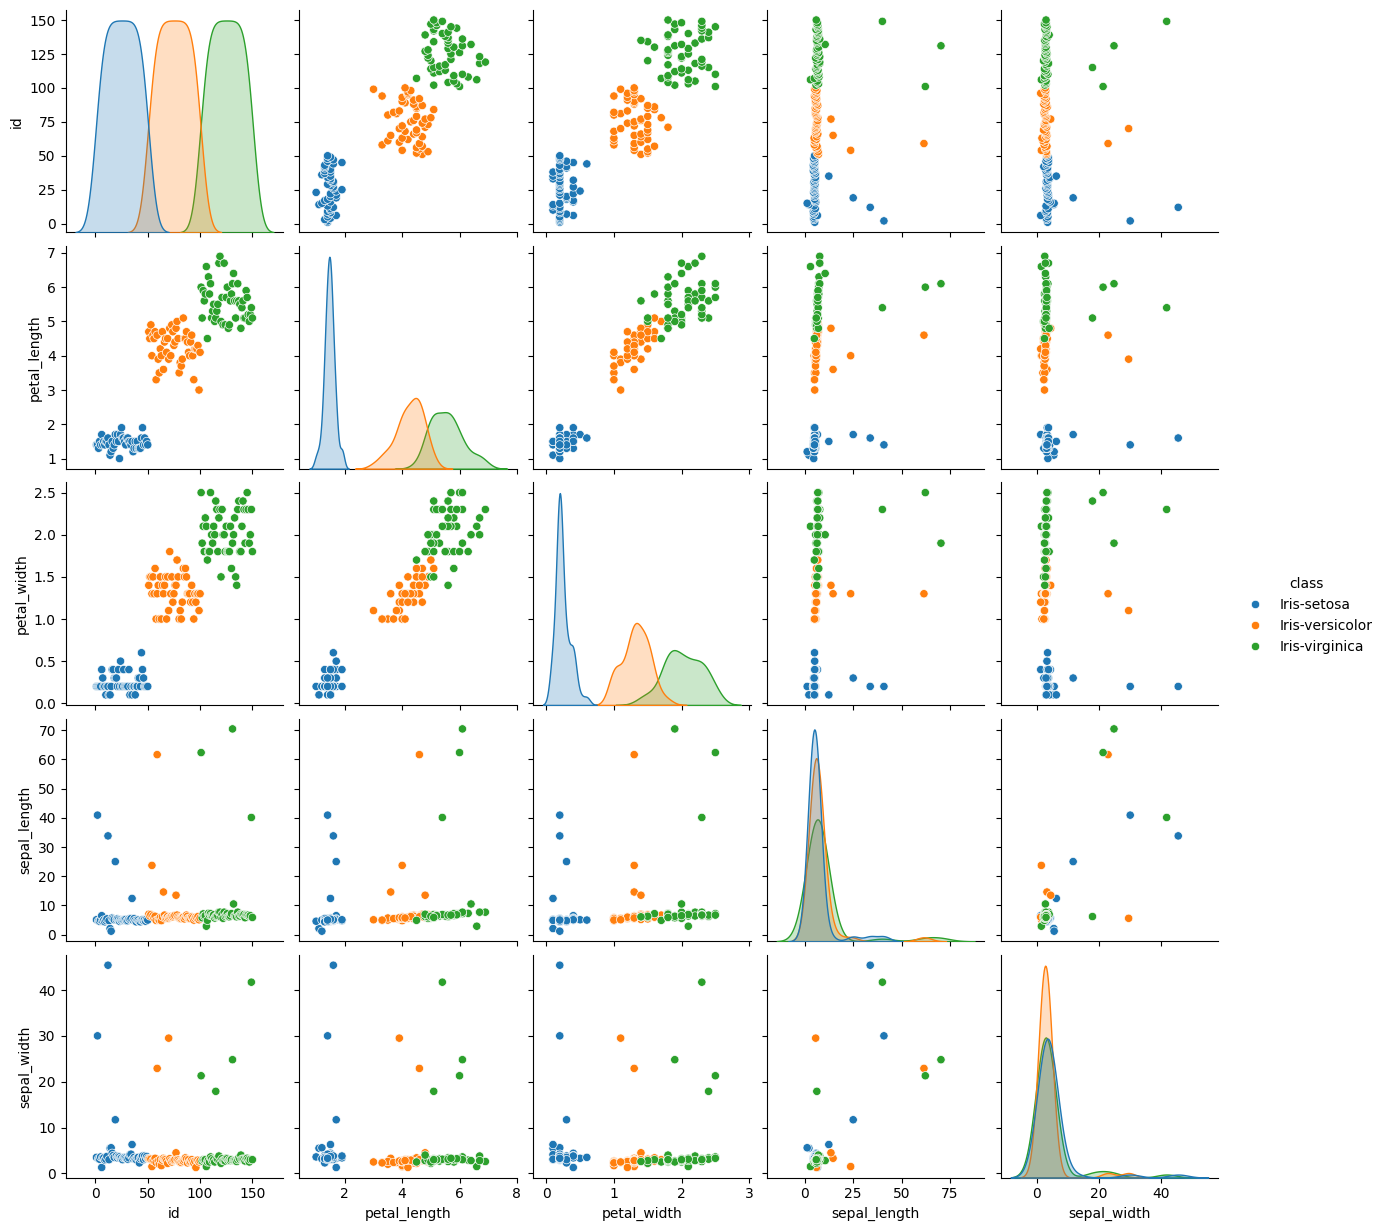 150
125
100
75
50
25
0
id
7
6
5
4
3
2
1
petal_length
2.5
2.0
1.5
1.0
0.5
0.0
petal_width
class
Iris-setosa
Iris-versicolor
Iris-virginica
70
60
50
40
30
20
10
0
sepal_length
40
30
20
10
0
sepal_width
0 50 100 150
id
2 4 6 8
petal_length
0 1 2 3
petal_width
0 25 50 75
sepal_length
0 20 40
sepal_width